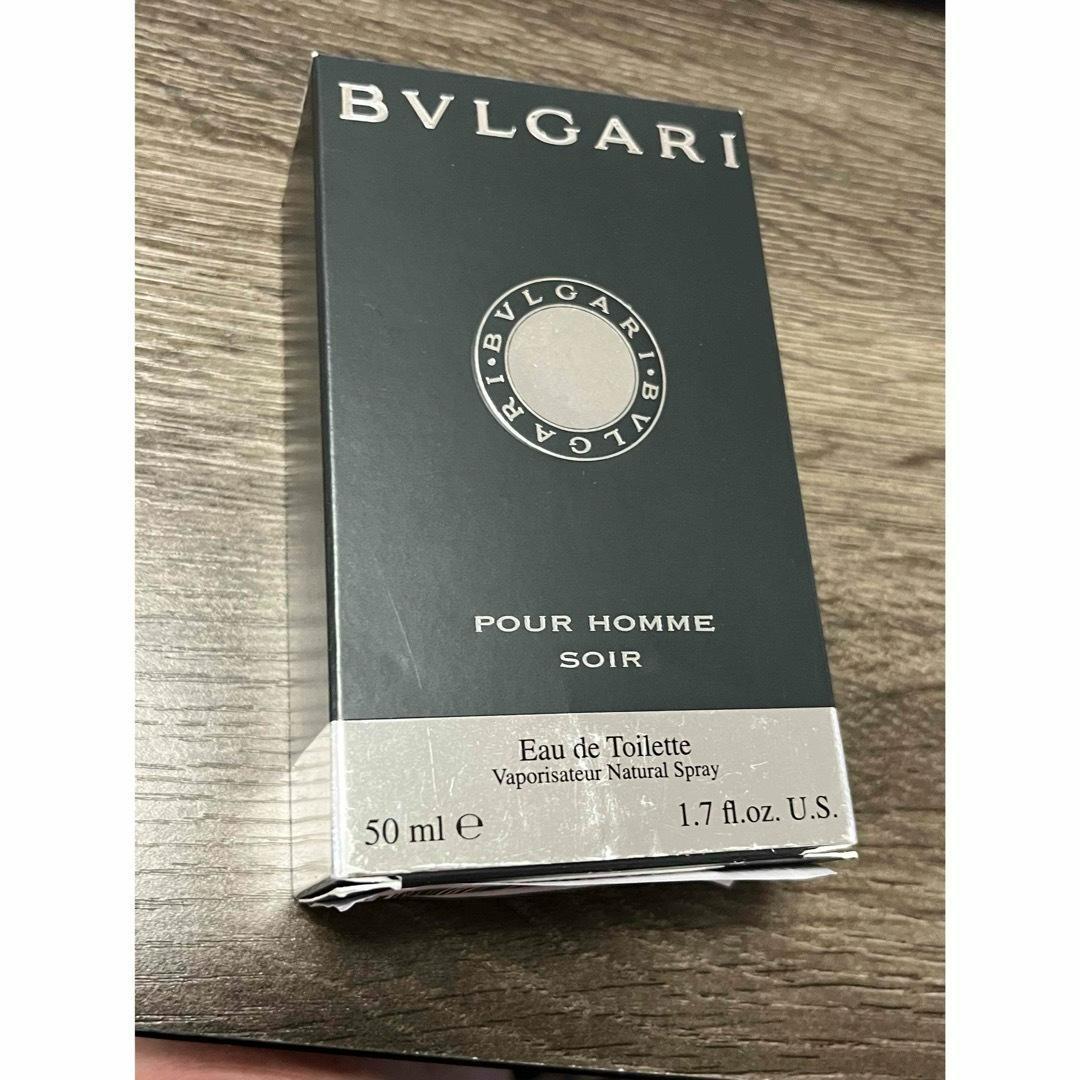 BVLGARI
BVLGARI • BVLGARI •
POUR HOMME
SOIR
Eau de Toilette
Vaporisateur Natural Spray
50 ml ℮
1.7 fl.oz. U.S.